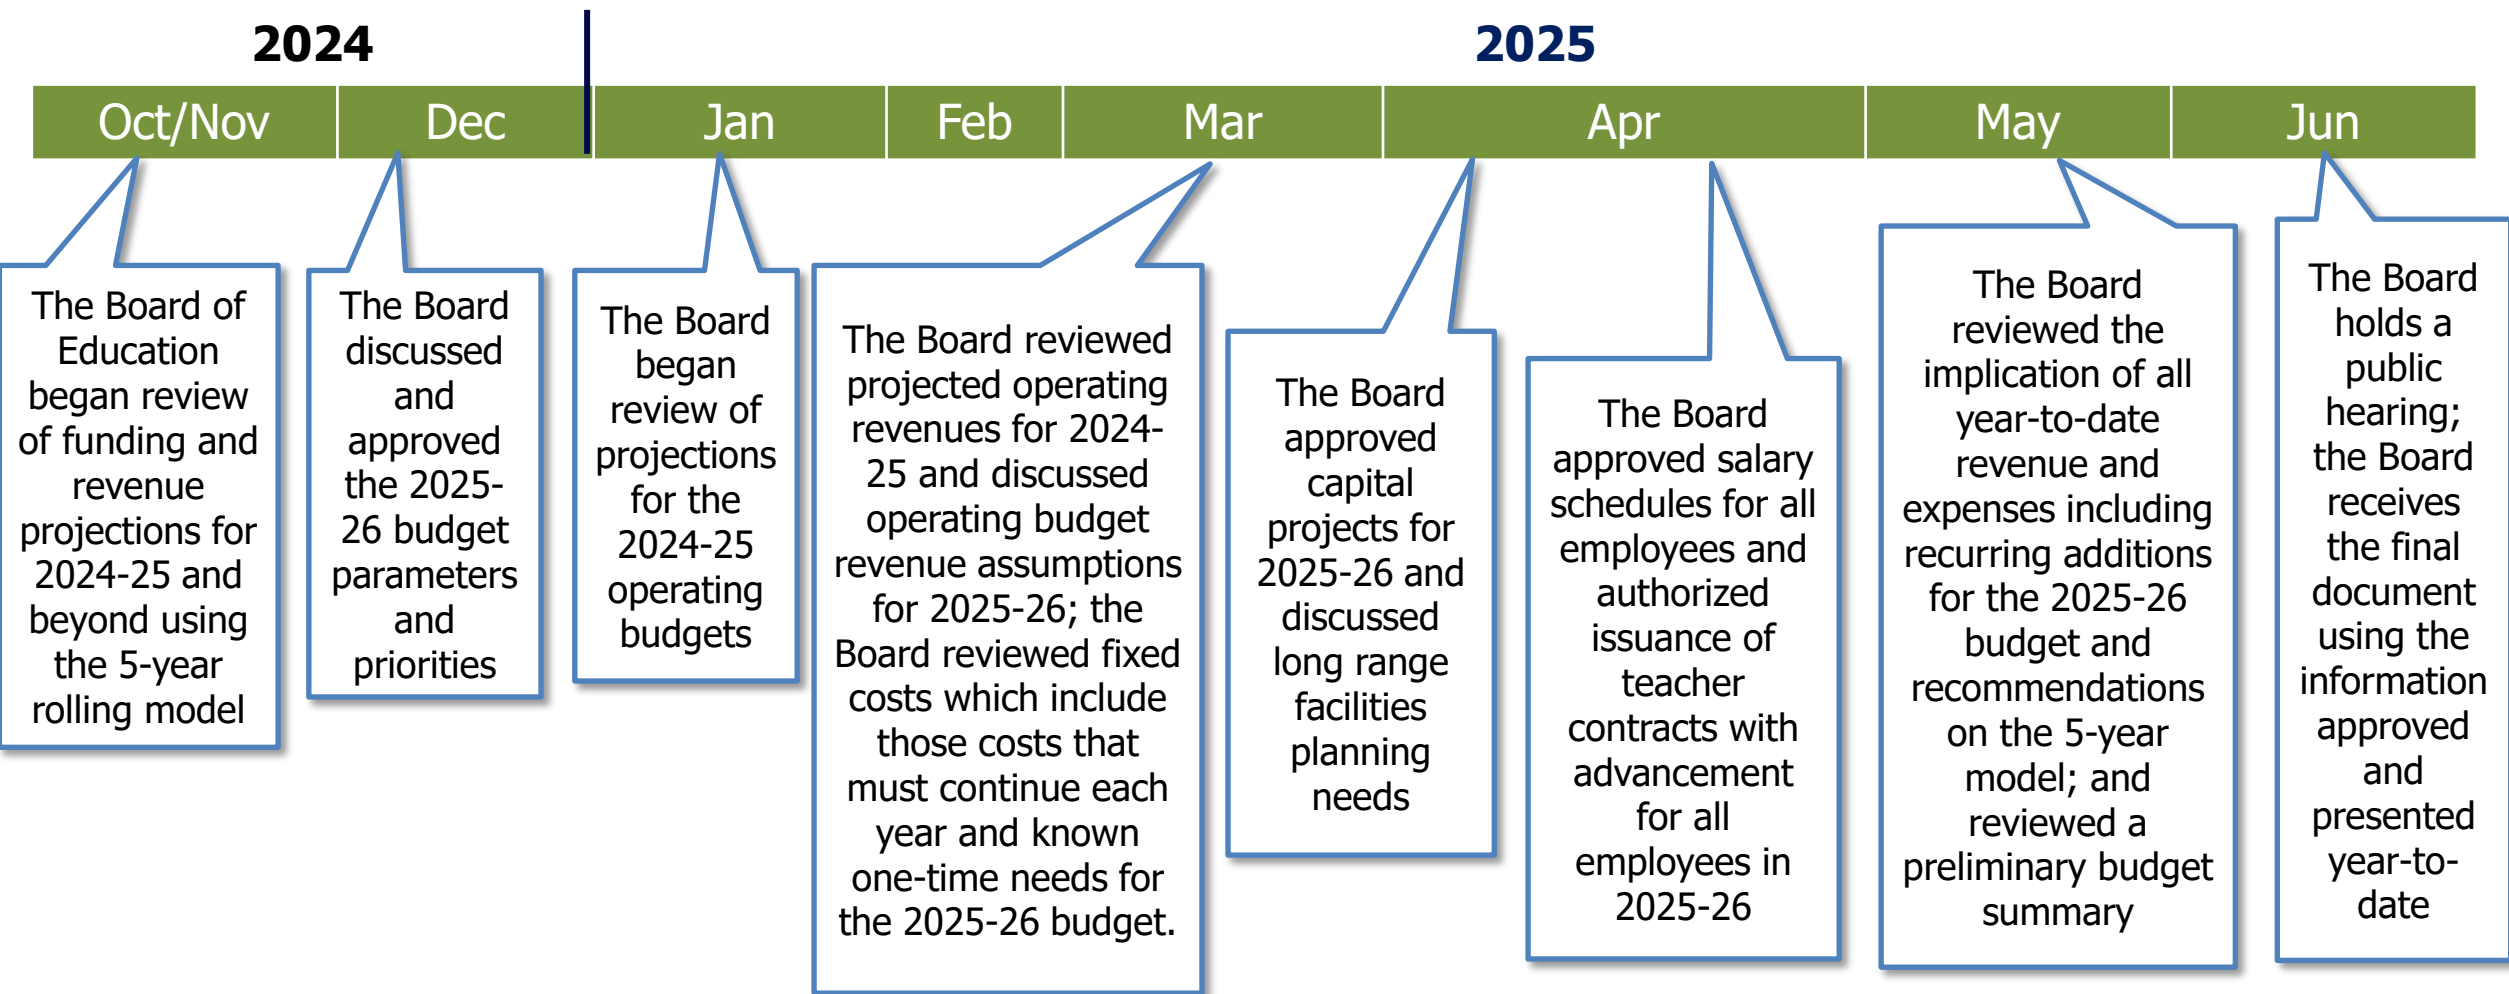 2024
2025
Oct/Nov
Dec
Jan
Feb
Mar
Apr
May
Jun
The Board of
Education
began review
of funding and
revenue
projections for
2024-25 and
beyond using
the 5-year
rolling model
The Board
discussed
and
approved
the 2025-
26 budget
parameters
and
priorities
The Board
began
review of
projections
for the
2024-25
operating
budgets
The Board reviewed
projected operating
revenues for 2024-
25 and discussed
operating budget
revenue assumptions
for 2025-26; the
Board reviewed fixed
costs which include
those costs that
must continue each
year and known
one-time needs for
the 2025-26 budget.
The Board
approved
capital
projects for
2025-26 and
discussed
long range
facilities
planning
needs
The Board
approved salary
schedules for all
employees and
authorized
issuance of
teacher
contracts with
advancement
for all
employees in
2025-26
The Board
reviewed the
implication of all
year-to-date
revenue and
expenses including
recurring additions
for the 2025-26
budget and
recommendations
on the 5-year
model; and
reviewed a
preliminary budget
summary
The Board
holds a
public
hearing;
the Board
receives
the final
document
using the
information
approved
and
presented
year-to-
date